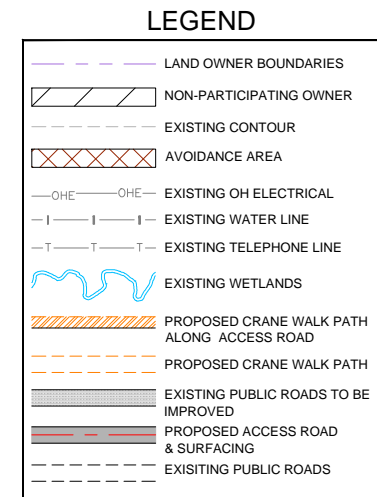 LEGEND
LAND OWNER BOUNDARIES
NON-PARTICIPATING OWNER
EXISTING CONTOUR
AVOIDANCE AREA
OHE OHE EXISTING OH ELECTRICAL
I I I EXISTING WATER LINE
T T T EXISTING TELEPHONE LINE
EXISTING WETLANDS
PROPOSED CRANE WALK PATH
ALONG ACCESS ROAD
PROPOSED CRANE WALK PATH
EXISTING PUBLIC ROADS TO BE
IMPROVED
PROPOSED ACCESS ROAD
& SURFACING
EXISITING PUBLIC ROADS